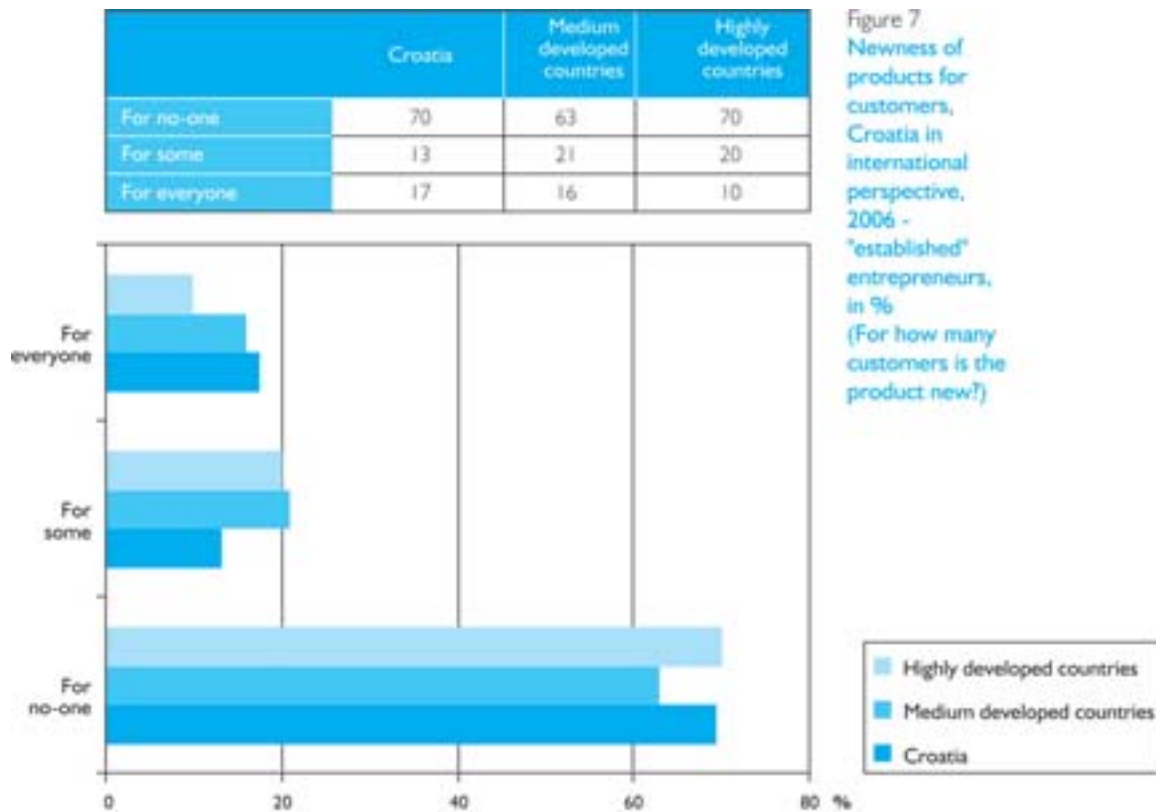 Croatia
Medium
developed
countries
Highly
developed
countries
For no-one 70 63 70
For some 13 21 20
For everyone 17 16 10
Figure 7
Newness of
products for
customers,
Croatia in
international
perspective,
2006 -
"established"
entrepreneurs,
in %
(For how many
customers is the
product new?)
For
everyone
For
some
For
no-one
0 20 40 60 80 %
Highly developed countries
Medium developed countries
Croatia